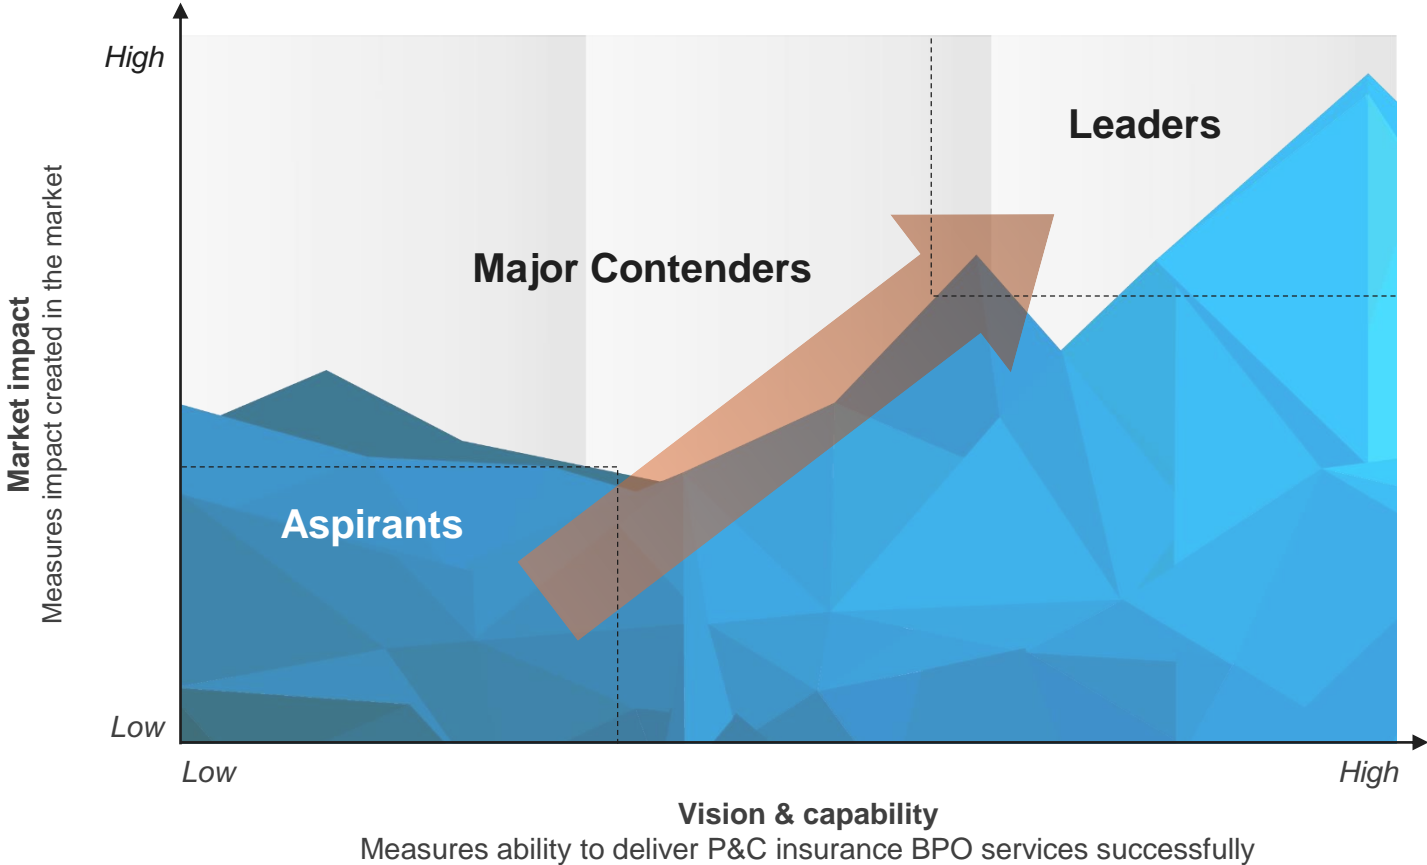 High
Leaders
Major Contenders
Market impact
Measures impact created in the market
Aspirants
Low
Low
High
Vision & capability
Measures ability to deliver P&C insurance BPO services successfully